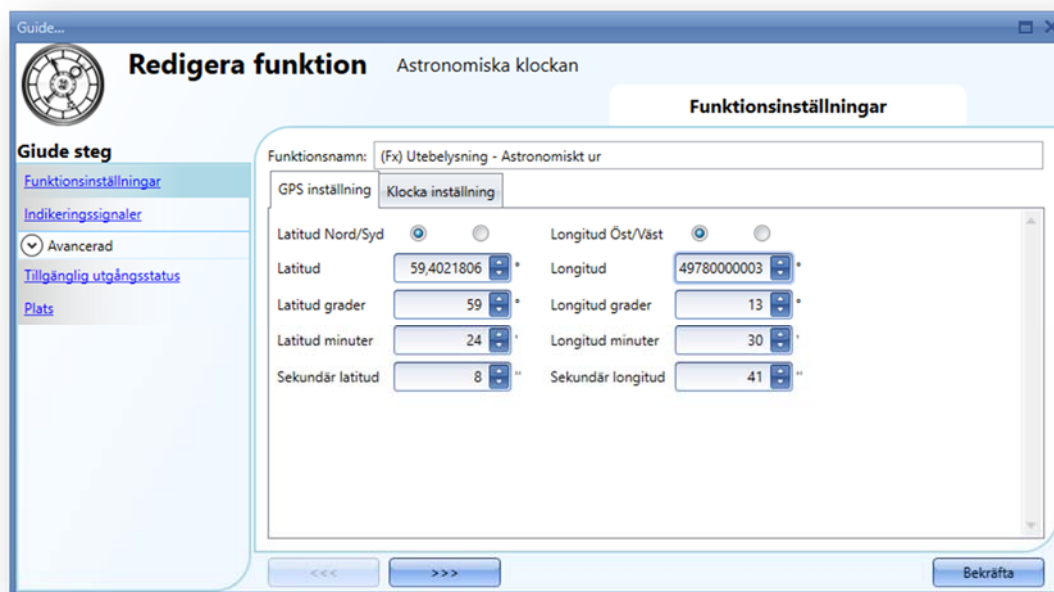 Guide...
Redigera funktion Astronomiska klockan
Funktionsinställningar
Giude steg
Funktionsinställningar
Indikeringssignaler
Avancerad
Tillgänglig utgångsstatus
Plats
Funktionsnamn: (Fx) Utebelysning - Astronomiskt ur
GPS inställning Klocka inställning
Latitud Nord/Syd Longitud Öst/Väst
Latitud 59,4021806 ° Longitud 49780000003 °
Latitud grader 59 ° Longitud grader 13 °
Latitud minuter 24 ' Longitud minuter 30 '
Sekundär latitud 8 '' Sekundär longitud 41 ''
<<< >>> Bekräfta